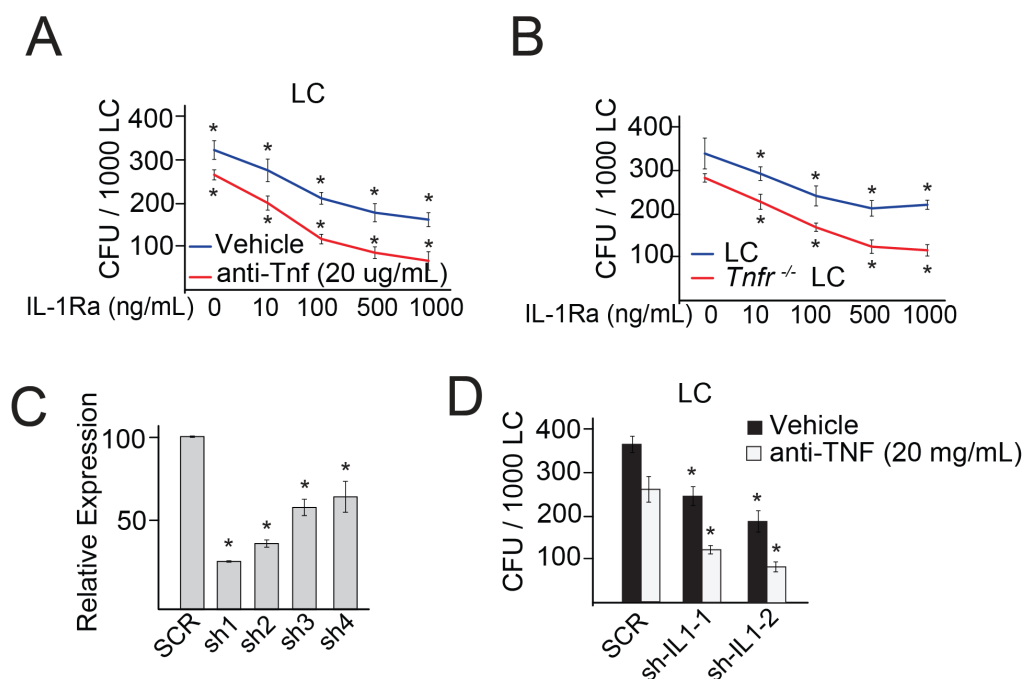 A
LC
CFU / 1000 LC
400
300
200
100
Vehicle
anti-Tnf (20 ug/mL)
IL-1Ra (ng/mL) 0 10 100 500 1000
* * * * *
* * * * *
B
CFU / 1000 LC
400
300
200
100
LC
Tnfr -/- LC
IL-1Ra (ng/mL) 0 10 100 500 1000
* * * *
* * * *
C
Relative Expression
100
50
* * * *
SCR sh1 sh2 sh3 sh4
D
LC
CFU / 1000 LC
400
300
200
100
Vehicle
anti-TNF (20 mg/mL)
* * * *
SCR sh-IL1-1 sh-IL1-2